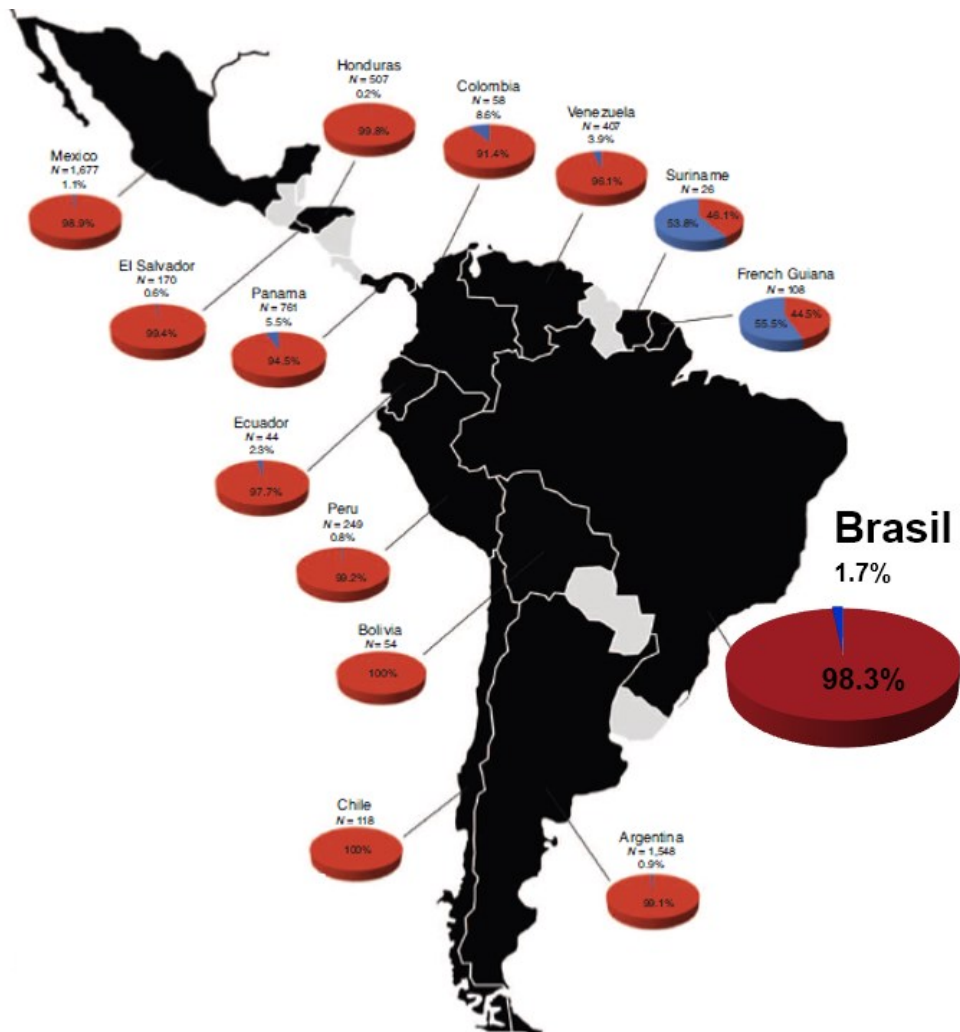 Honduras
N = 507
0.2%
99.8%
Colombia
N = 58
8.6%
91.4%
Venezuela
N = 407
3.9%
96.1%
Mexico
N = 1,677
1.1%
98.9%
Suriname
N = 26
53.8%
46.1%
El Salvador
N = 170
0.6%
99.4%
Panama
N = 761
5.5%
94.5%
French Guiana
N = 108
55.5%
44.5%
Ecuador
N = 44
2.3%
97.7%
Peru
N = 249
0.8%
99.2%
Brasil
1.7%
98.3%
Bolivia
N = 54
100%
Chile
N = 118
100%
Argentina
N = 1,548
0.9%
99.1%